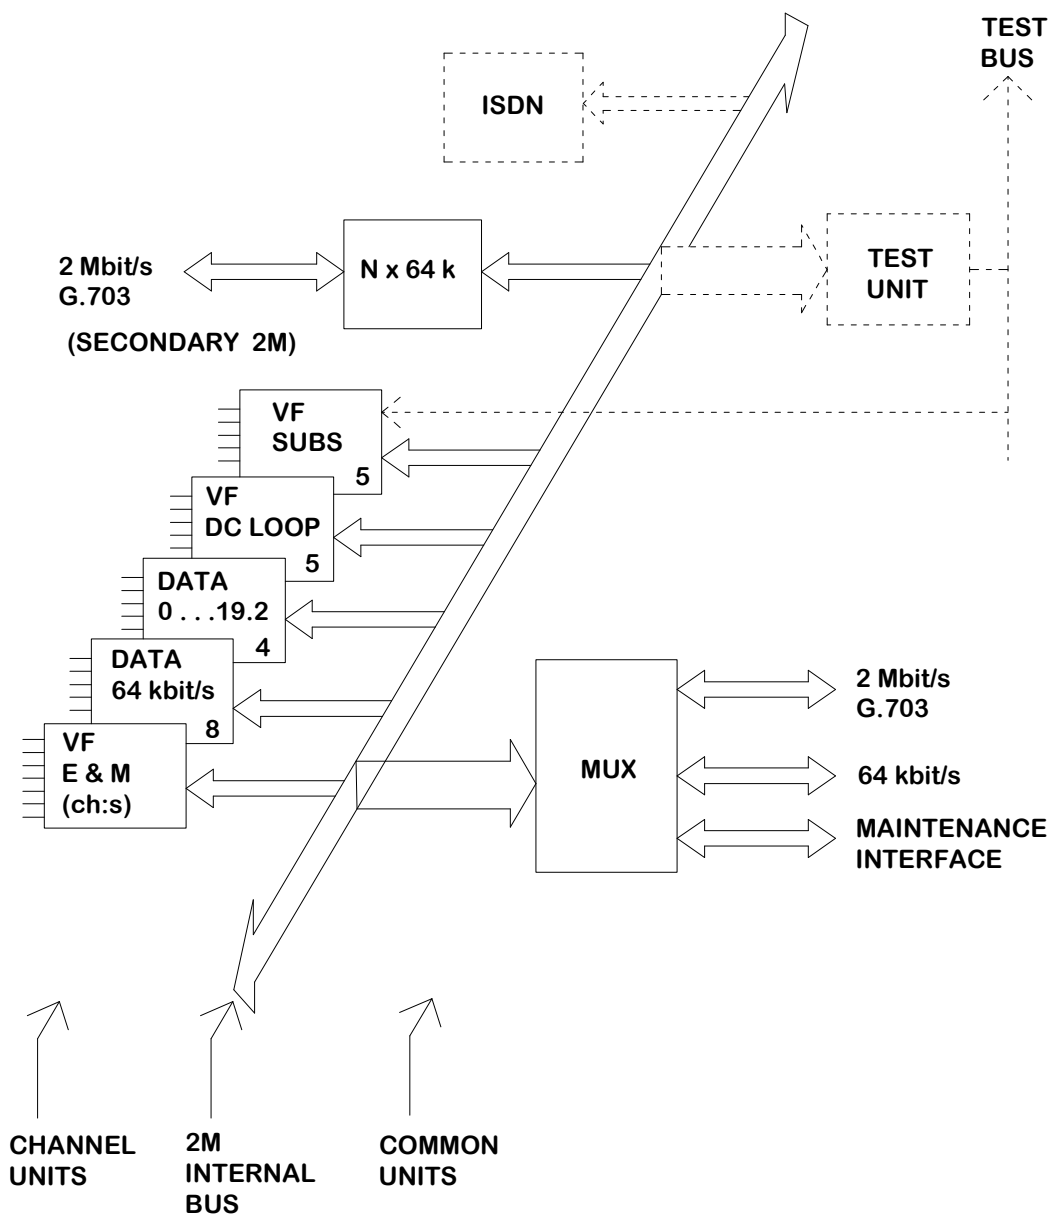 TEST
BUS
ISDN
2 Mbit/s
G.703
N x 64 k
TEST
UNIT
(SECONDARY 2M)
VF
SUBS
5
VF
DC LOOP
5
DATA
0 . . .19.2
4
DATA
64 kbit/s
8
VF
E & M
(ch:s)
MUX
2 Mbit/s
G.703
64 kbit/s
MAINTENANCE
INTERFACE
CHANNEL
UNITS
2M
INTERNAL
BUS
COMMON
UNITS